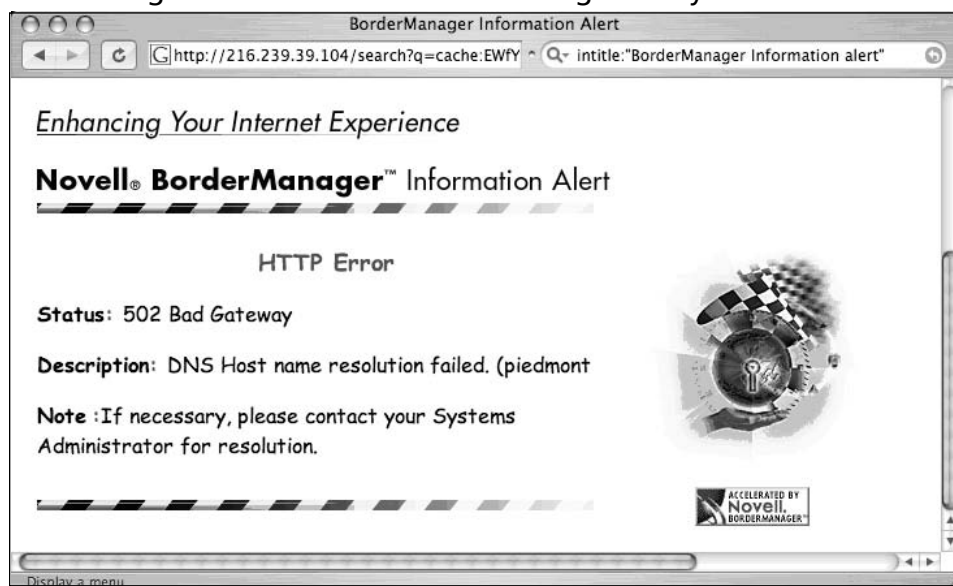 BorderManager Information Alert
http://216.239.39.104/search?q=cache:EWfY
intitle:"BorderManager Information alert"
Enhancing Your Internet Experience
Novell® BorderManager™ Information Alert
HTTP Error
Status: 502 Bad Gateway
Description: DNS Host name resolution failed. (piedmont
Note :If necessary, please contact your Systems
Administrator for resolution.
ACCELERATED BY
Novell.
BORDERMANAGER™
Display a menu